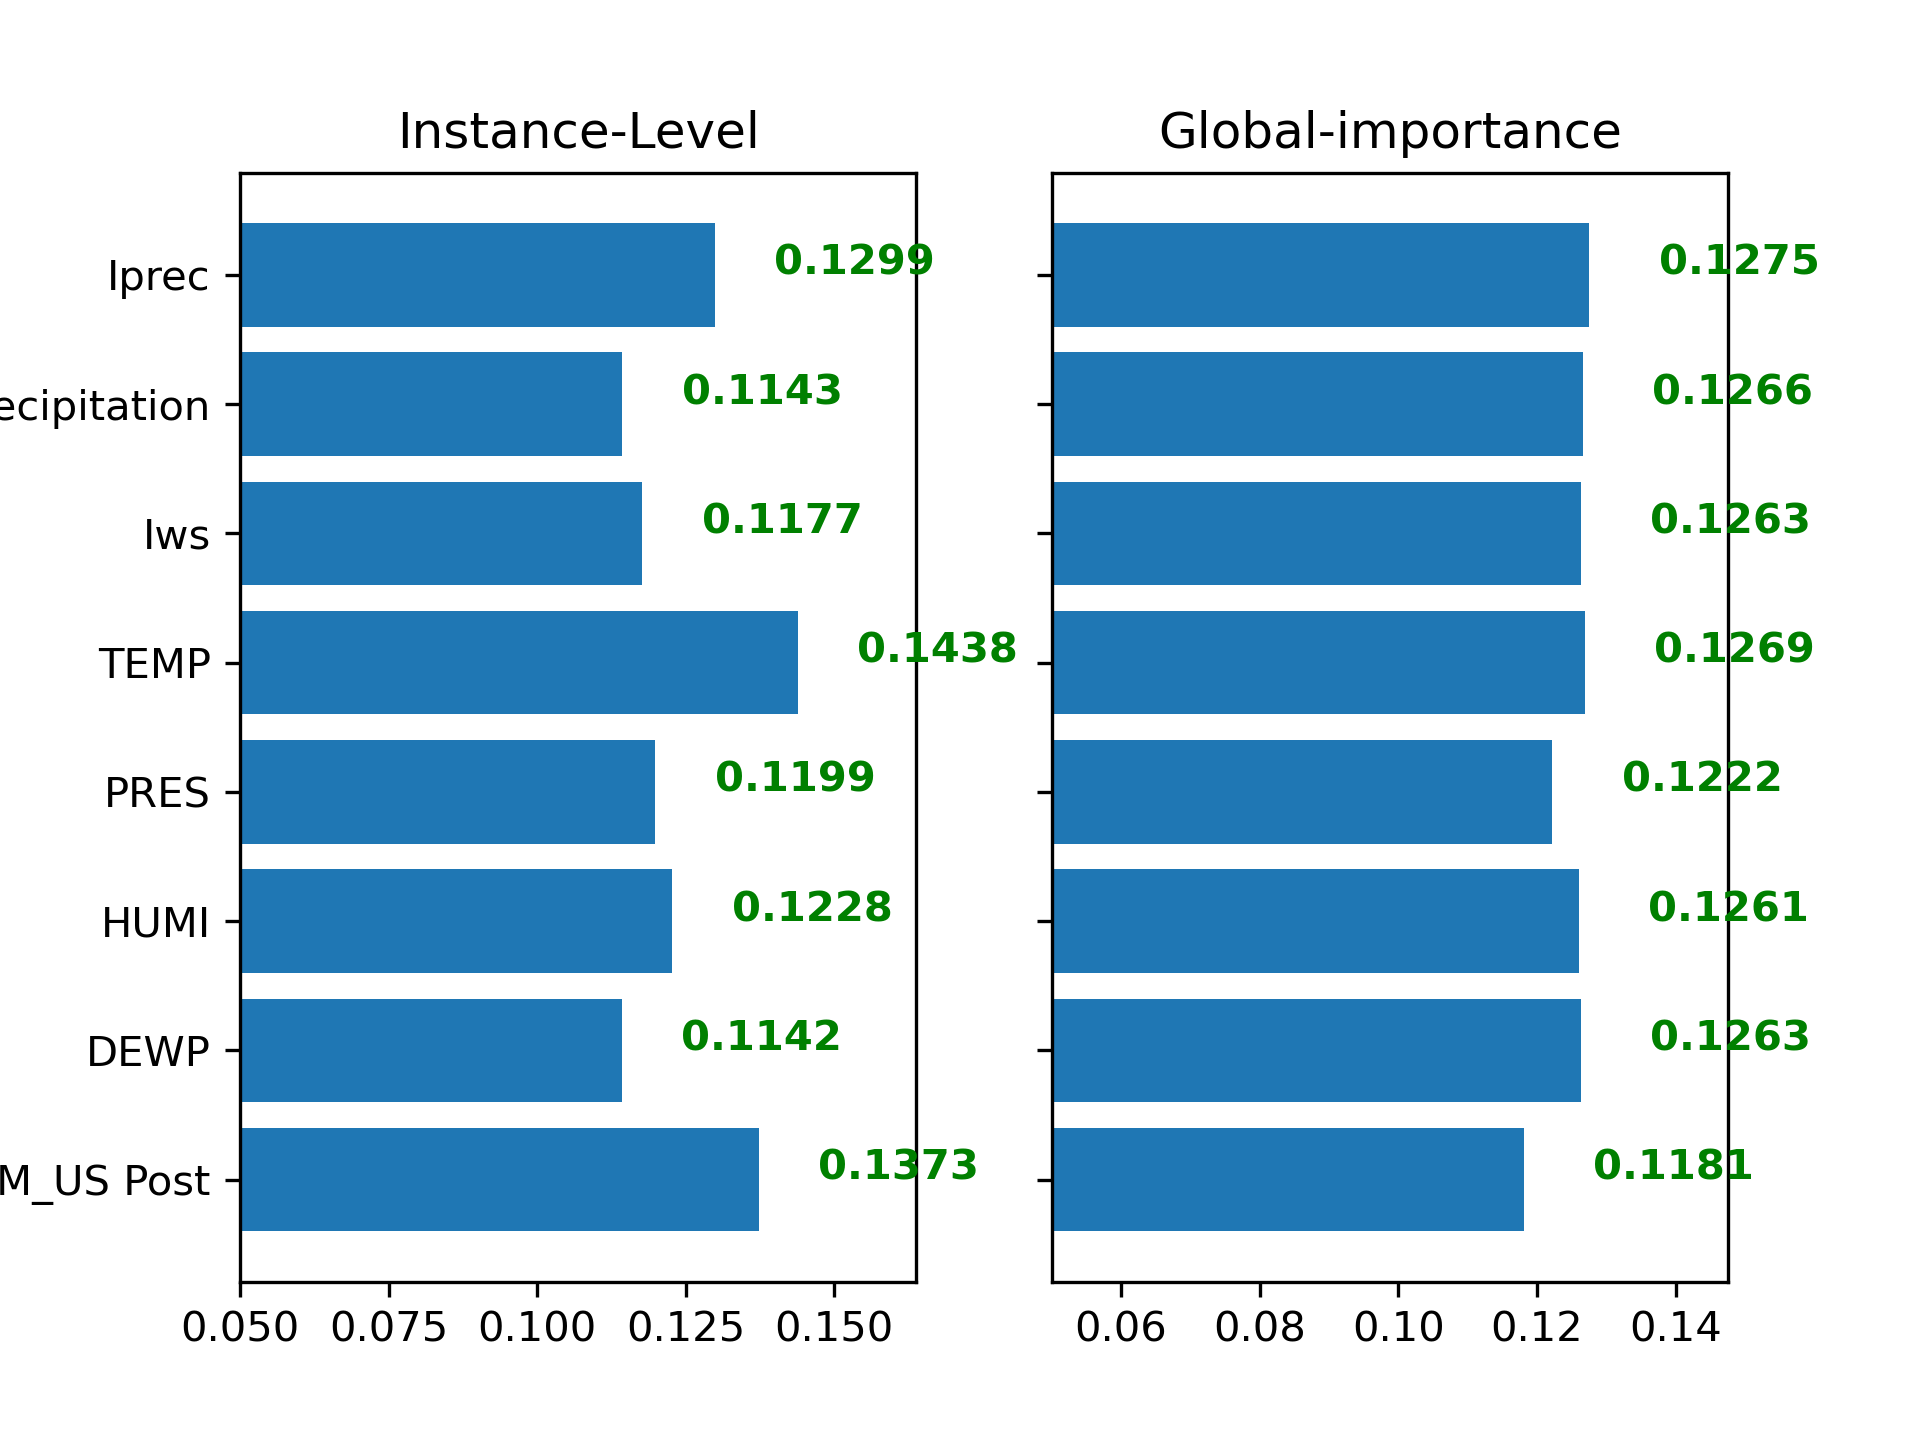 Instance-Level
Global-importance
Iprec
0.1299
0.1275
ecipitation
0.1143
0.1266
Iws
0.1177
0.1263
TEMP
0.1438
0.1269
PRES
0.1199
0.1222
HUMI
0.1228
0.1261
DEWP
0.1142
0.1263
M_US Post
0.1373
0.1181
0.050 0.075 0.100 0.125 0.150
0.06 0.08 0.10 0.12 0.14